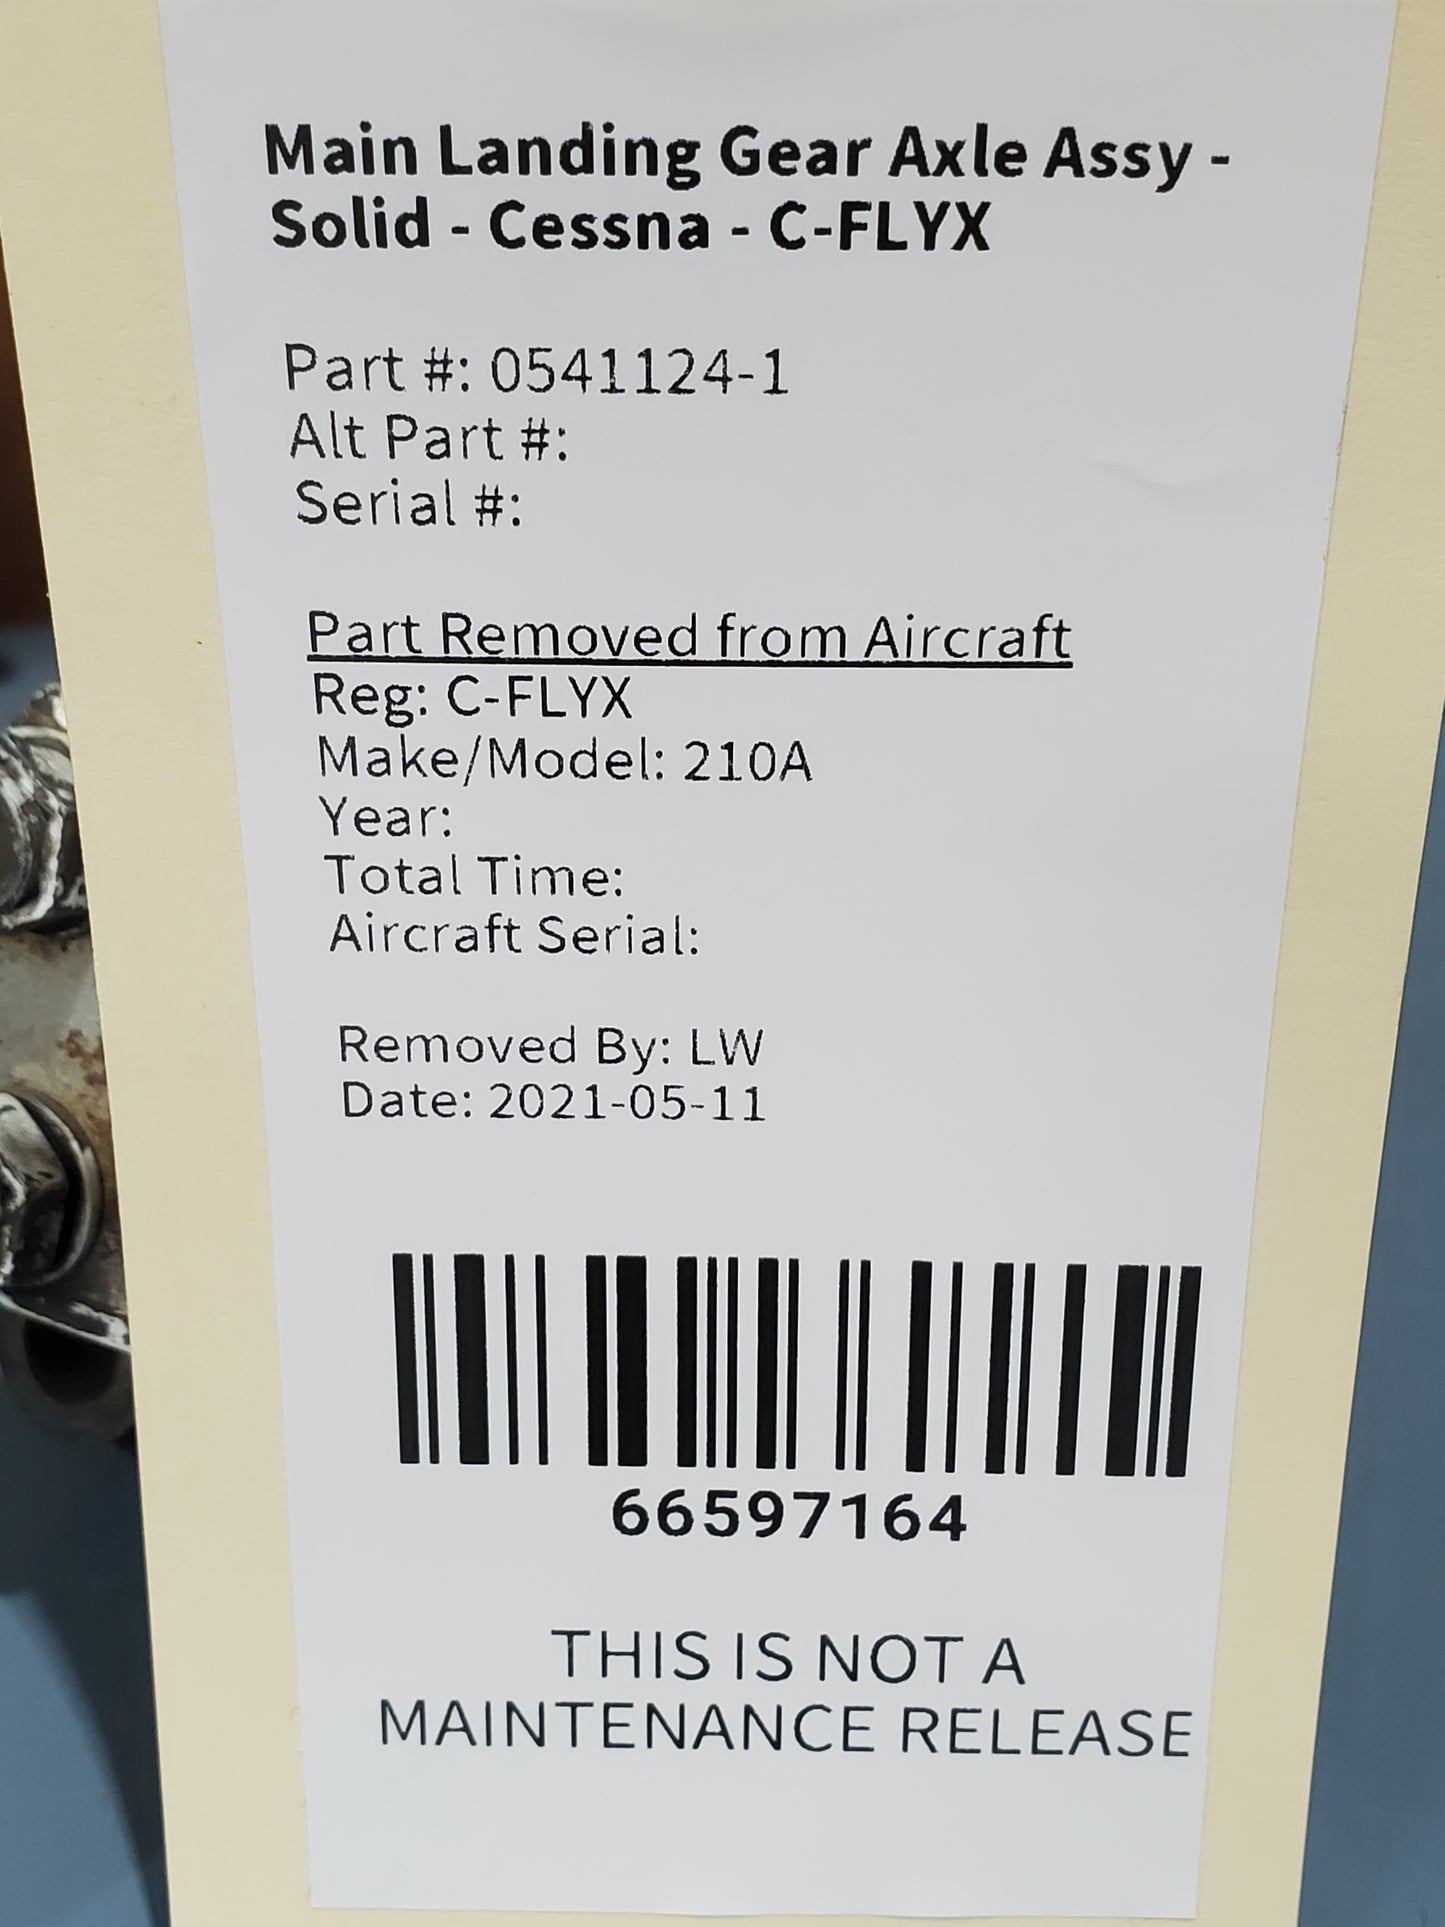 Main Landing Gear Axle Assy -
Solid - Cessna - C-FLYX
Part #: 0541124-1
Alt Part #:
Serial #:
Part Removed from Aircraft
Reg: C-FLYX
Make/Model: 210A
Year:
Total Time:
Aircraft Serial:
Removed By: LW
Date: 2021-05-11
66597164
THIS IS NOT A
MAINTENANCE RELEASE